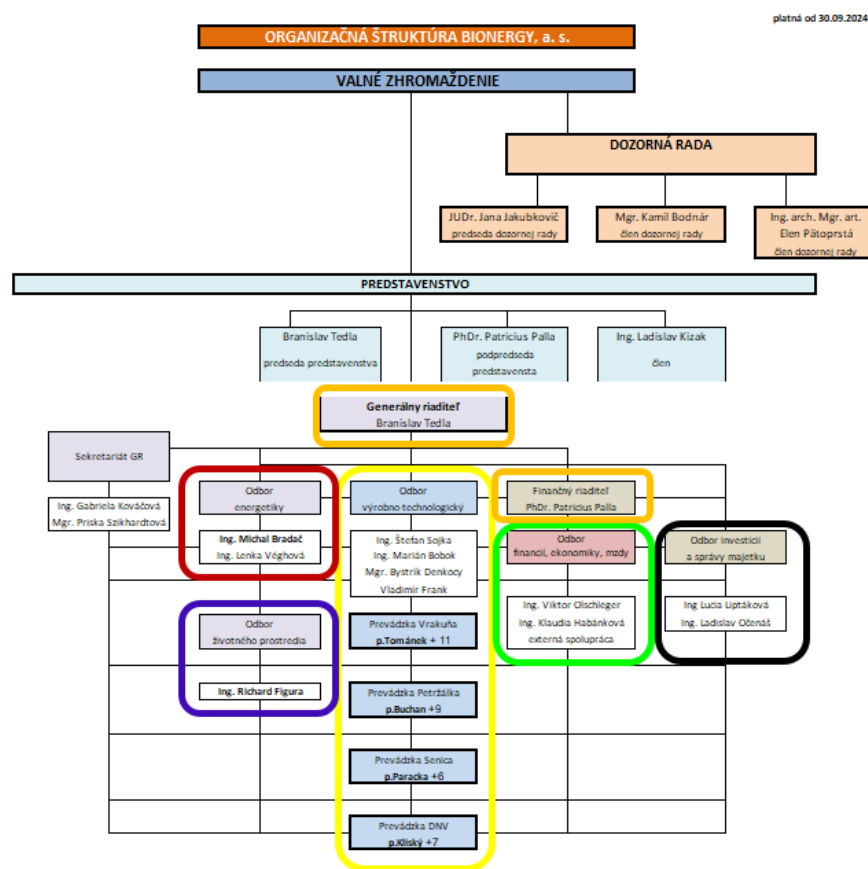 platná od 30.09.2024
ORGANIZAČNÁ ŠTRUKTÚRA BIONERGY, a. s.
VALNÉ ZHROMAŽDENIE
DOZORNÁ RADA
JUDr. Jana Jakubkovič
predseda dozornej rady
Mgr. Kamil Bodnár
člen dozornej rady
Ing. arch. Mgr. art.
Elen Pätoprstá
člen dozornej rady
PREDSTAVENSTVO
Branislav Tedla
predseda predstavenstva
PhDr. Patricius Palla
podpredseda
predstavensta
Ing. Ladislav Kizak
člen
Generálny riaditeľ
Branislav Tedla
Sekretariát GR
Ing. Gabriela Kováčová
Mgr. Priska Szikhardtová
Odbor
energetiky
Ing. Michal Bradač
Ing. Lenka Véghová
Odbor
životného prostredia
Ing. Richard Figura
Odbor
výrobno technologický
Ing. Štefan Sojka
Ing. Marián Bobok
Mgr. Bystrík Denkocy
Vladimir Frank
Prevádzka Vrakuňa
p.Tománek + 11
Prevádzka Petržálka
p.Buchan +9
Prevádzka Senica
p.Paracka +6
Prevádzka DNV
p.Kliský +7
Finančný riaditeľ
PhDr. Patricius Palla
Odbor
financií, ekonomiky, mzdy
Ing. Viktor Olschleger
Ing. Klaudia Habánková
externá spolupráca
Odbor investícií
a správy majetku
Ing Lucia Liptáková
Ing. Ladislav Očenáš